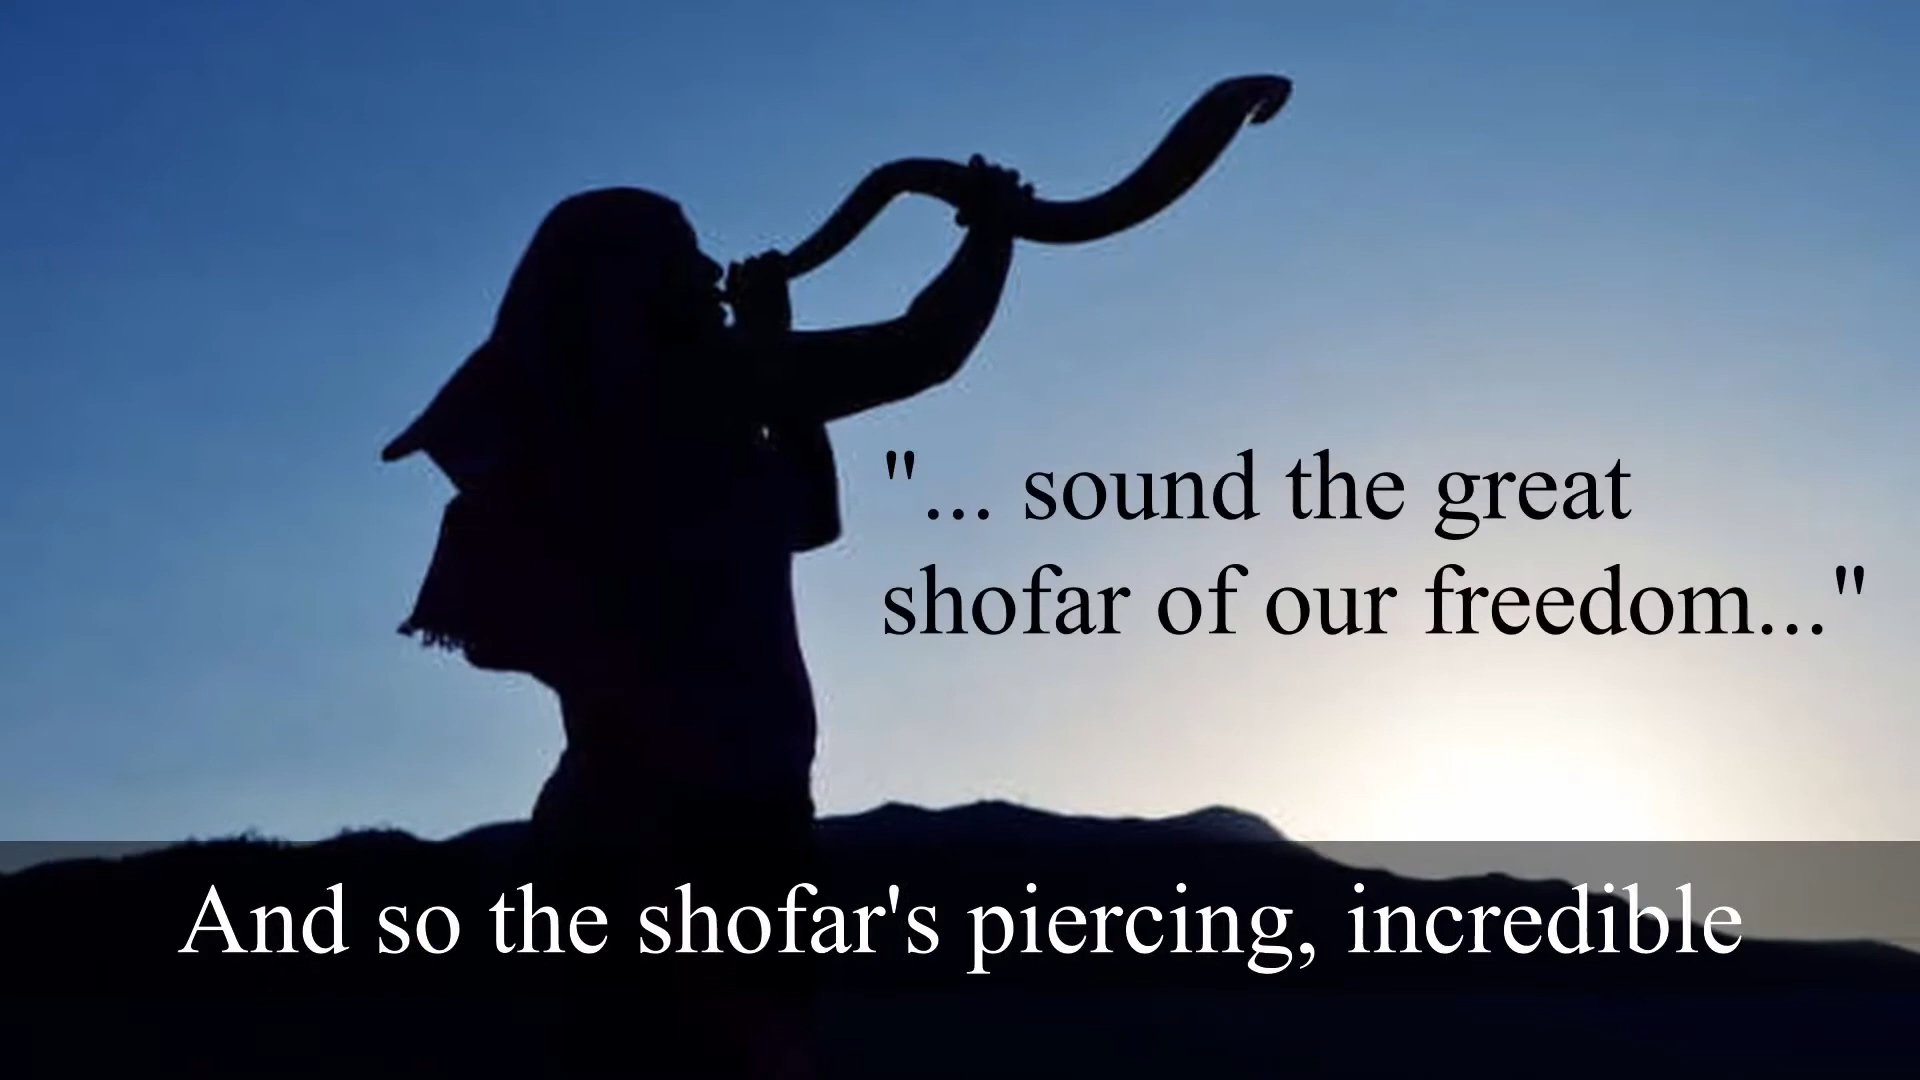 "... sound the great
shofar of our freedom..."
And so the shofar's piercing, incredible